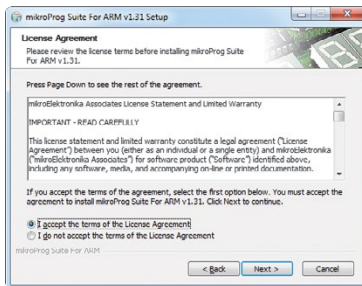 mikroProg Suite For ARM v1.31 Setup
License Agreement
Please review the license terms before installing mikroProg Suite
For ARM v1.31.
Press Page Down to see the rest of the agreement.
mikroElektronika Associates License Statement and Limited Warranty
IMPORTANT - READ CAREFULLY
This license statement and limited warranty constitute a legal agreement ("License
Agreement") between you (either as an individual or a single entity) and mikroElektronika
("mikroElektronika Associates") for software product ("Software") identified above,
including any software, media, and accompanying on-line or printed documentation.
If you accept the terms of the agreement, select the first option below. You must accept the
agreement to install mikroProg Suite For ARM v1.31. Click Next to continue.
I accept the terms of the License Agreement
I do not accept the terms of the License Agreement
mikroProg Suite For ARM
< Back Next > Cancel